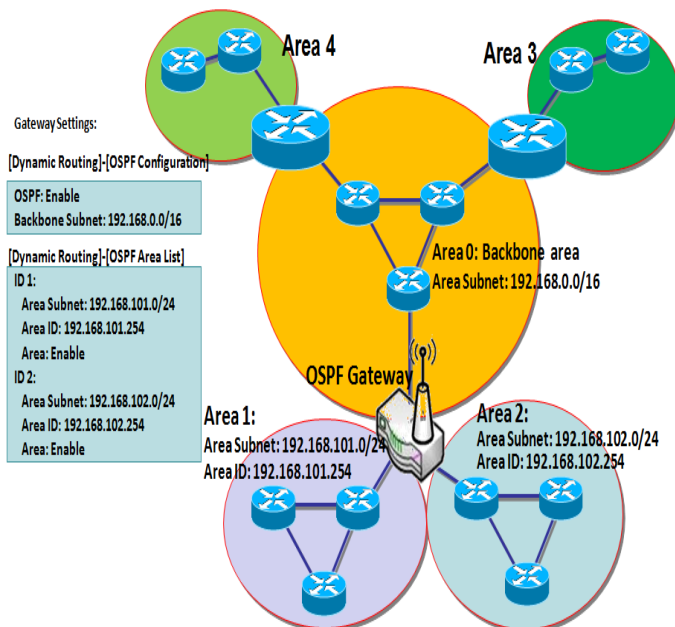 Area 4
Area 3
Gateway Settings:
[Dynamic Routing]-[OSPF Configuration]
OSPF: Enable
Backbone Subnet: 192.168.0.0/16
[Dynamic Routing]-[OSPF Area List]
ID 1:
Area Subnet: 192.168.101.0/24
Area ID: 192.168.101.254
Area: Enable
ID 2:
Area Subnet: 192.168.102.0/24
Area ID: 192.168.102.254
Area: Enable
Area 0: Backbone area
Area Subnet: 192.168.0.0/16
OSPF Gateway
Area 1:
Area Subnet: 192.168.101.0/24
Area ID: 192.168.101.254
Area 2:
Area Subnet: 192.168.102.0/24
Area ID: 192.168.102.254